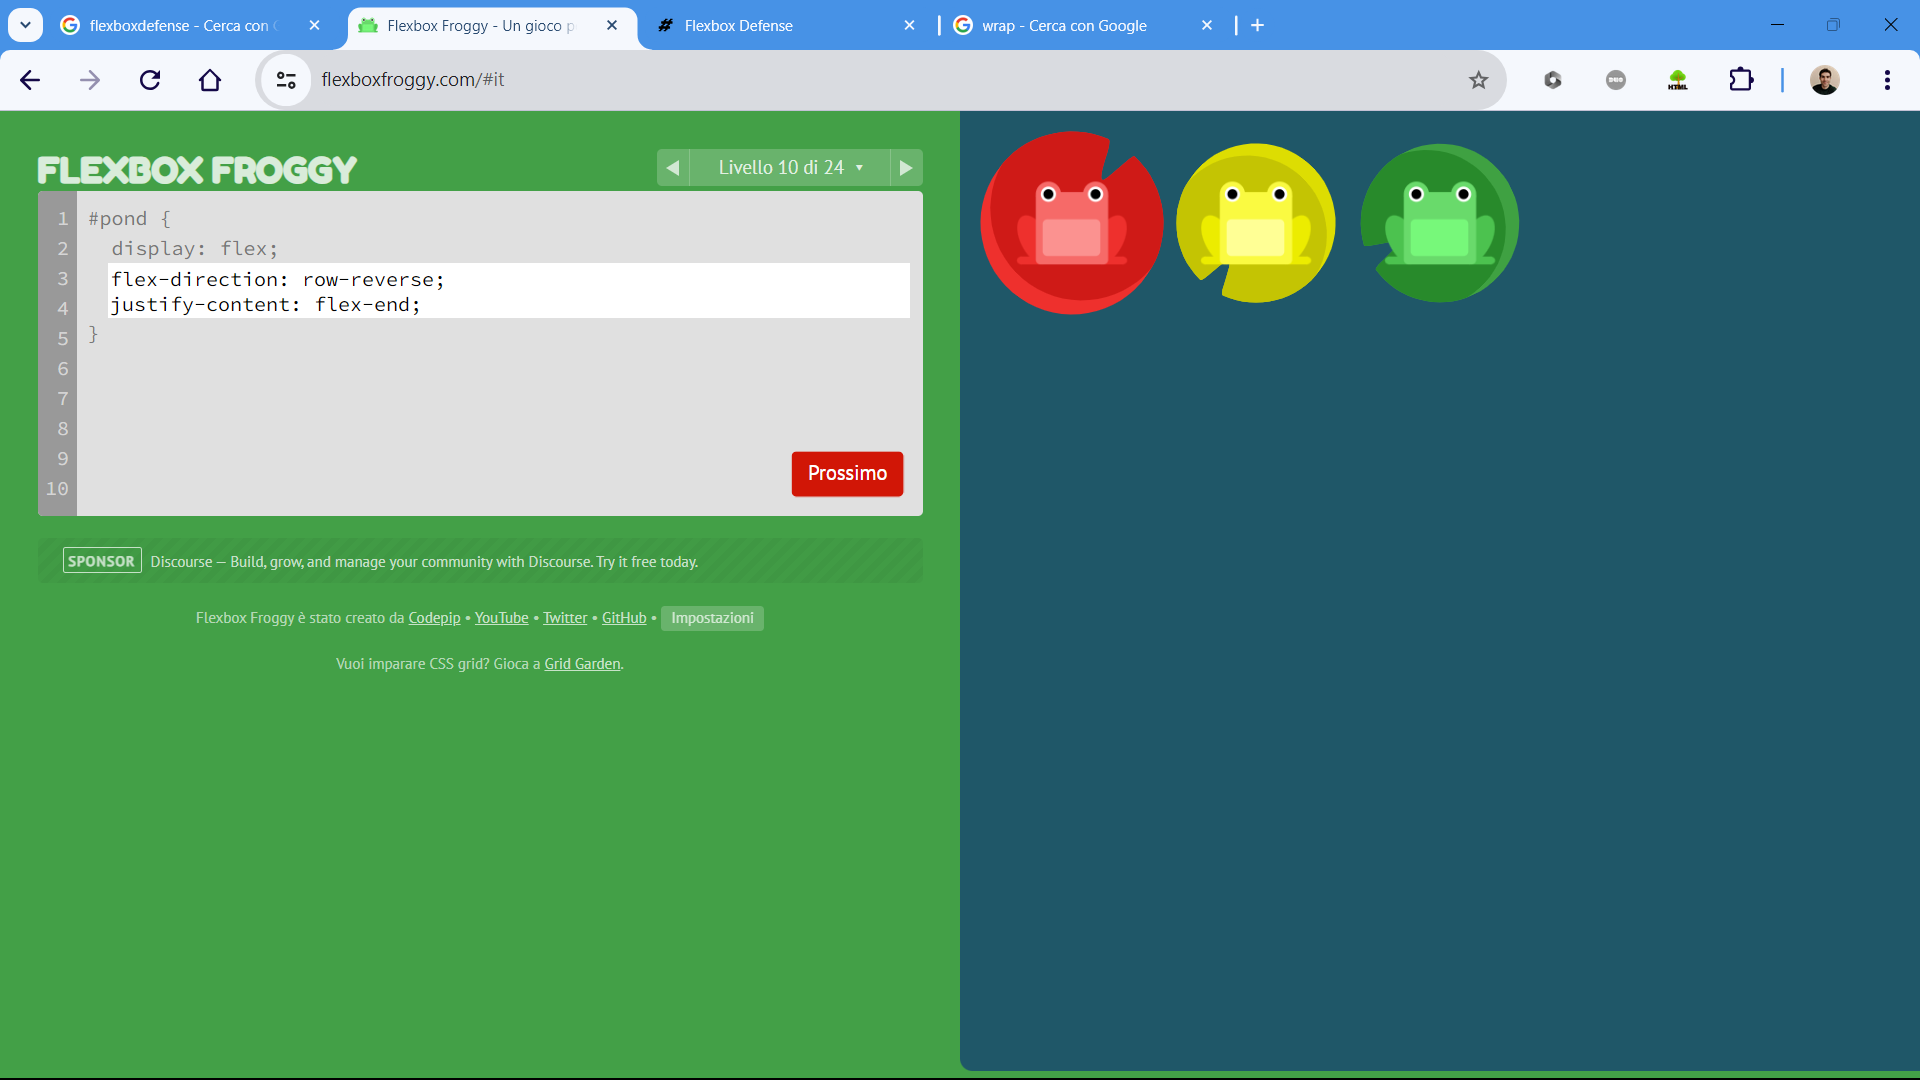 flexboxdefense - Cerca con G
Flexbox Froggy - Un gioco p
Flexbox Defense
wrap - Cerca con Google
flexboxfroggy.com/#it
HTML
FLEXBOX FROGGY
Livello 10 di 24
1 #pond {
2 display: flex;
3 flex-direction: row-reverse;
4 justify-content: flex-end;
5 }
6
7
8
9
10
Prossimo
SPONSOR Discourse — Build, grow, and manage your community with Discourse. Try it free today.
Flexbox Froggy è stato creato da Codepip • YouTube • Twitter • GitHub • Impostazioni
Vuoi imparare CSS grid? Gioca a Grid Garden.